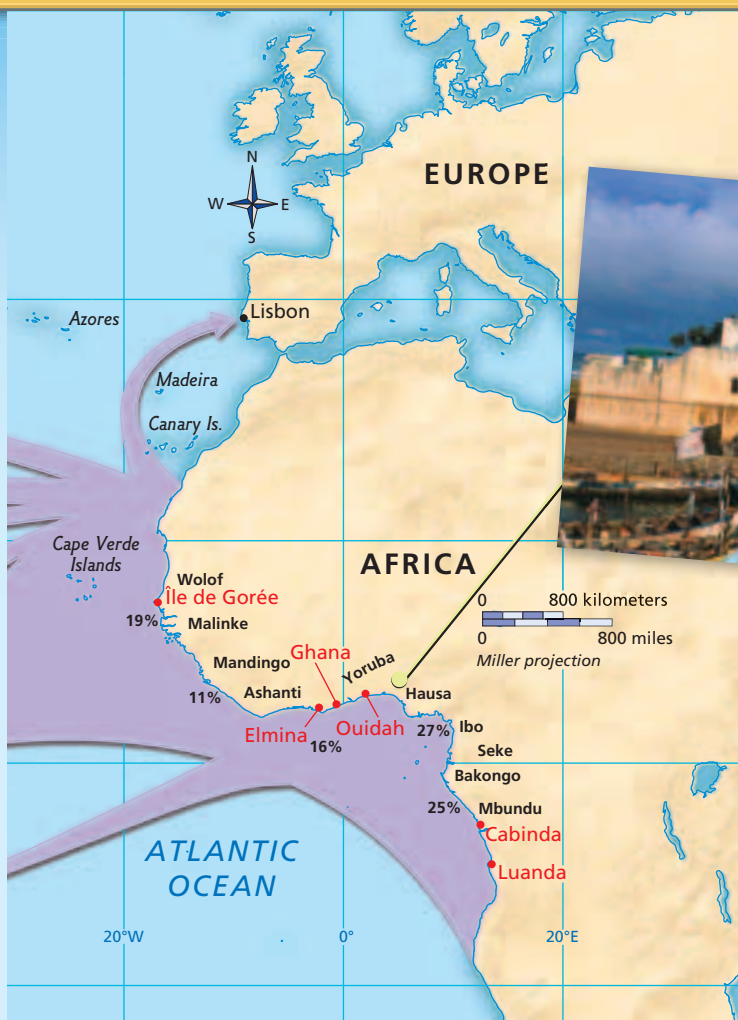 EUROPE
N
W
E
S
Lisbon
Azores
Madeira
Canary Is.
Cape Verde
Islands
AFRICA
Wolof
Île de Gorée
0
800 kilometers
0
800 miles
Miller projection
19%
Malinke
Ghana
Mandingo
Yoruba
11%
Ashanti
Hausa
Elmina
Ouidah
16%
27%
Ibo
Seke
Bakongo
25%
Mbundu
Cabinda
Luanda
ATLANTIC
OCEAN
20°W
0°
20°E